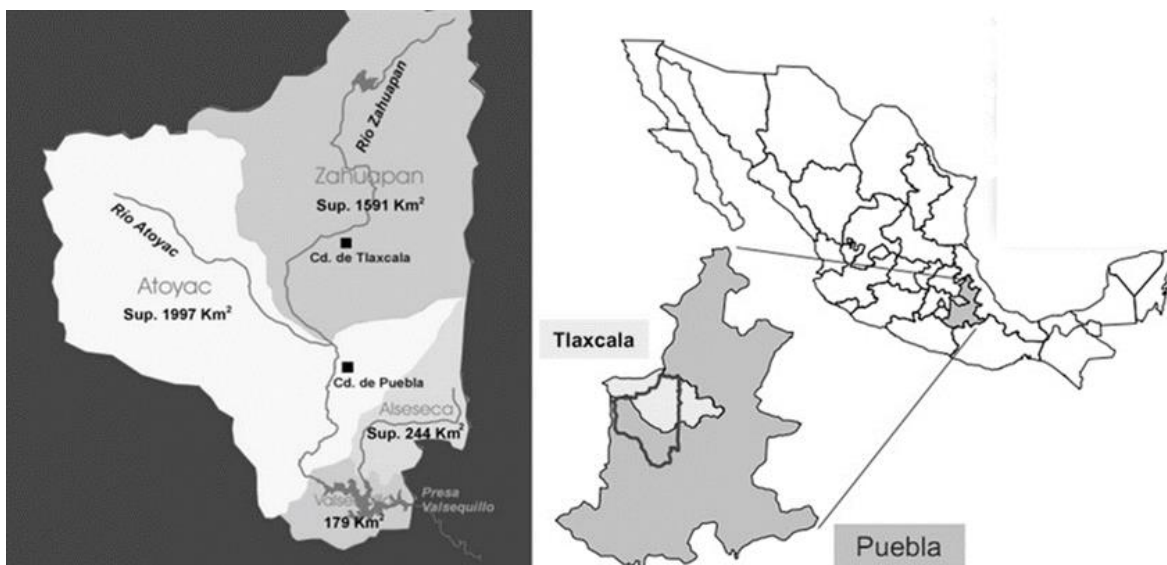 Río Zahuapan
Zahuapan
Sup. 1591 Km²
Río Atoyac
Cd. de Tlaxcala
Atoyac
Sup. 1997 Km²
Cd. de Puebla
Alseseca
Sup. 244 Km²
Presa
Valsequillo
179 Km²
Tlaxcala
Puebla